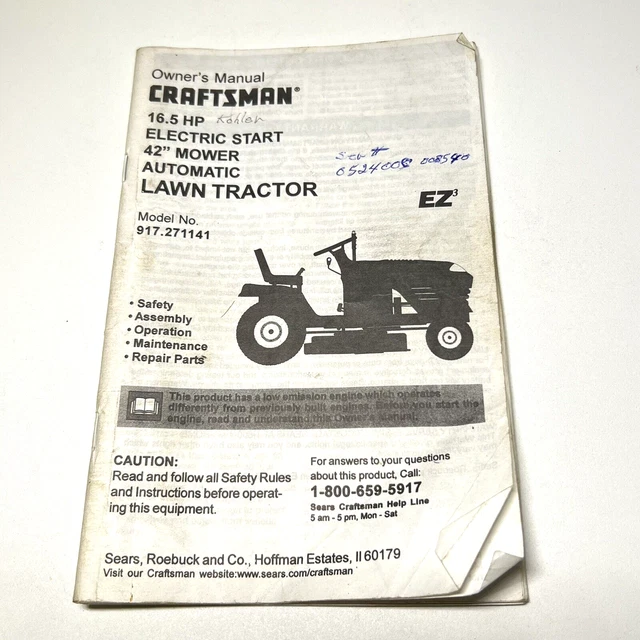 Owner's Manual
CRAFTSMAN®
16.5 HP Kohler
ELECTRIC START
42" MOWER
AUTOMATIC
LAWN TRACTOR
Ser #
008540
EZ3
Model No.
917.271141
• Safety
• Assembly
• Operation
• Maintenance
• Repair Parts
This product has a low emission engine which operates
differently from previously built engines. Before you start the
engine, read and understand this Owner's Manual.
CAUTION:
Read and follow all Safety Rules
and Instructions before operat-
ing this equipment.
For answers to your questions
about this product, Call:
1-800-659-5917
Sears Craftsman Help Line
5 am - 5 pm, Mon - Sat
Sears, Roebuck and Co., Hoffman Estates, Il 60179
Visit our Craftsman website:www.sears.com/craftsman